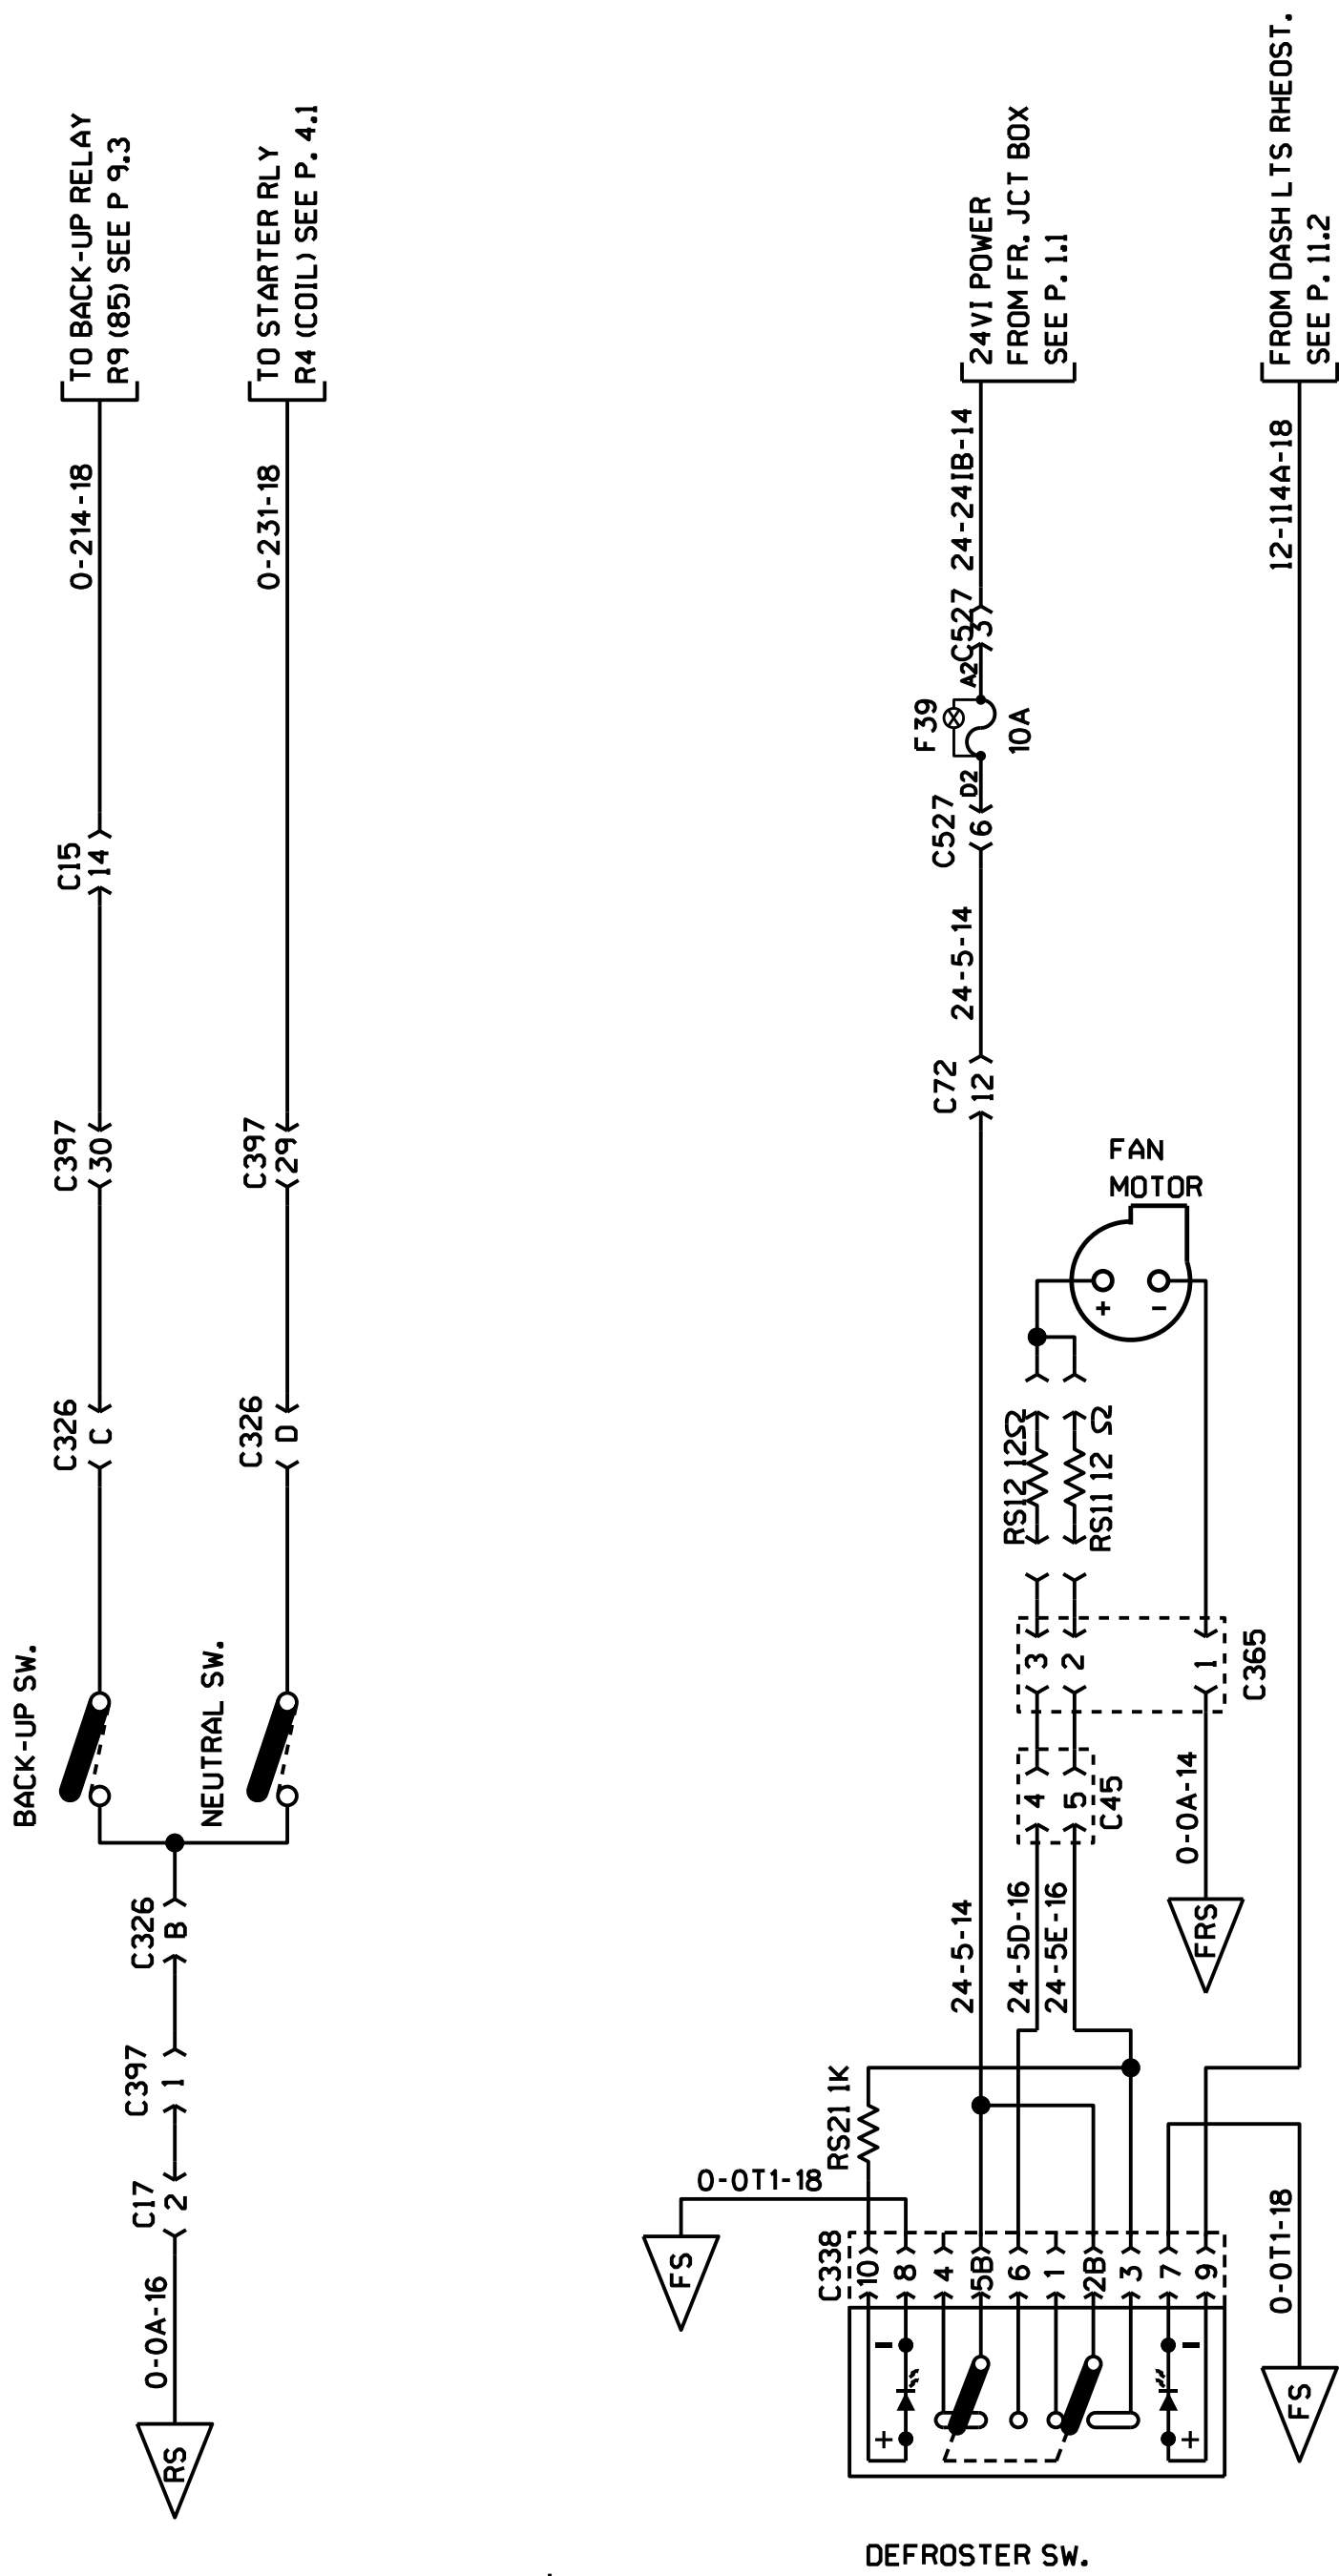 TO BACK-UP RELAY
R9 (85) SEE P 9.3
0-214-18
C15
14
C397
30
C326
C
BACK-UP SW.
TO STARTER RLY
R4 (COIL) SEE P. 4.1
0-231-18
C397
29
C326
D
NEUTRAL SW.
C326
B
C397
1
C17
2
0-0A-16
RS
24VI POWER
FROM FR. JCT BOX
SEE P. 1.1
24-24IB-14
C527
3
A2
F39
10A
D2
C527
6
24-5-14
C72
12
24-5-14
FAN
MOTOR
+
-
RS12 12Ω
RS11 12 Ω
3
2
1
C365
4
5
C45
24-5D-16
24-5E-16
0-0A-14
FRS
FROM DASH LTS RHEOST.
SEE P. 11.2
12-114A-18
RS21 1K
0-0T1-18
FS
C338
10
8
4
5B
6
1
2B
3
7
9
0-0T1-18
FS
-
+
-
+
DEFROSTER SW.